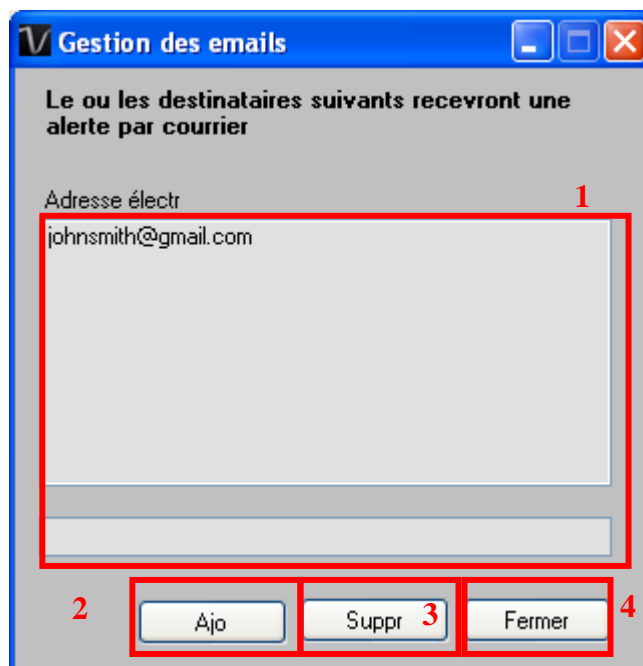 Gestion des emails
Le ou les destinataires suivants recevront une
alerte par courrier
Adresse électr
1
johnsmith@gmail.com
2
Ajo
Suppr
3
Fermer
4